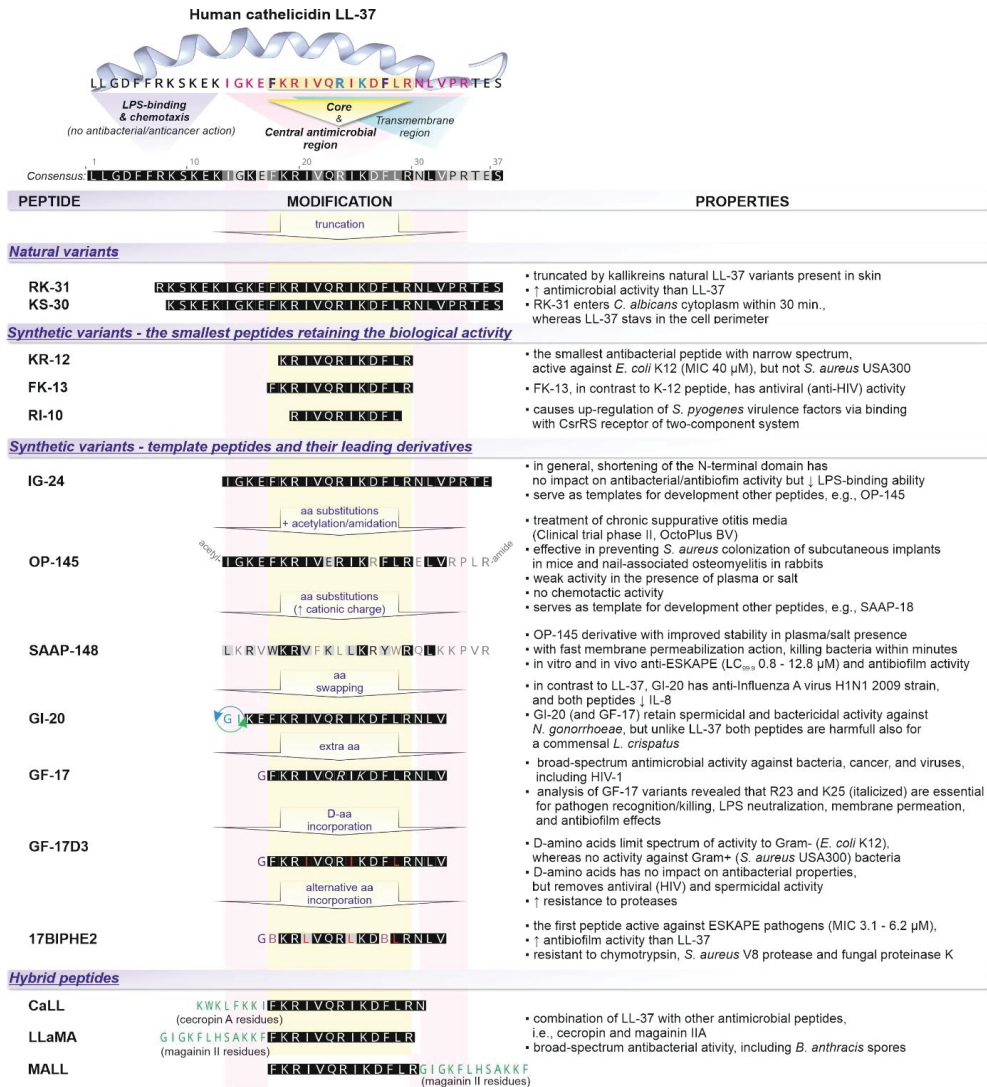 Human cathelicidin LL-37
LLGDFFRKSKEKIGKEFKRIVQRIKDFLRNLVPRTES
LPS-binding
& chemotaxis
(no antibacterial/anticancer action)
Core
&
Central antimicrobial
region
Transmembrane
region
1 10 20 30 37
Consensus: LLGDFFRKSKEKIGKEFKRIVQRIKDFLRNLVPRTES
PEPTIDE MODIFICATION PROPERTIES
truncation
Natural variants
RK-31 RKSKEKIGKEFKRIVQRIKDFLRNLVPRTES
KS-30 KSKEKIGKEFKRIVQRIKDFLRNLVPRTES
▪ truncated by kallikreins natural LL-37 variants present in skin
▪ ↑ antimicrobial activity than LL-37
▪ RK-31 enters C. albicans cytoplasm within 30 min.,
whereas LL-37 stays in the cell perimeter
Synthetic variants - the smallest peptides retaining the biological activity
KR-12 KRIVQRIKDFLR
▪ the smallest antibacterial peptide with narrow spectrum,
active against E. coli K12 (MIC 40 µM), but not S. aureus USA300
FK-13 FKRIVQRIKDFLR
▪ FK-13, in contrast to K-12 peptide, has antiviral (anti-HIV) activity
RI-10 RIVQRIKDFL
▪ causes up-regulation of S. pyogenes virulence factors via binding
with CsrRS receptor of two-component system
Synthetic variants - template peptides and their leading derivatives
IG-24 IGKEFKRIVQRIKDFLRNLVPRTE
▪ in general, shortening of the N-terminal domain has
no impact on antibacterial/antibiofim activity but ↓ LPS-binding ability
▪ serve as templates for development other peptides, e.g., OP-145
aa substitutions
+ acetylation/amidation
OP-145 acetyl IGKEFKRIVERIKRFLRELVRPLR amide
▪ treatment of chronic suppurative otitis media
(Clinical trial phase II, OctoPlus BV)
▪ effective in preventing S. aureus colonization of subcutaneous implants
in mice and nail-associated osteomyelitis in rabbits
▪ weak activity in the presence of plasma or salt
▪ no chemotactic activity
▪ serves as template for development other peptides, e.g., SAAP-18
aa substitutions
(↑ cationic charge)
SAAP-148 LKRVWKRVFKLLKRYWRQLKKPVR
▪ OP-145 derivative with improved stability in plasma/salt presence
▪ with fast membrane permeabilization action, killing bacteria within minutes
▪ in vitro and in vivo anti-ESKAPE (LC99.9 0.8 - 12.8 µM) and antibiofilm activity
aa
swapping
GI-20 GIKEFKRIVQRIKDFLRNLV
▪ in contrast to LL-37, GI-20 has anti-Influenza A virus H1N1 2009 strain,
and both peptides ↓ IL-8
▪ GI-20 (and GF-17) retain spermicidal and bactericidal activity against
N. gonorrhoeae, but unlike LL-37 both peptides are harmfull also for
a commensal L. crispatus
extra aa
GF-17 GFKRIVQRIKDFLRNLV
▪ broad-spectrum antimicrobial activity against bacteria, cancer, and viruses,
including HIV-1
▪ analysis of GF-17 variants revealed that R23 and K25 (italicized) are essential
for pathogen recognition/killing, LPS neutralization, membrane permeation,
and antibiofilm effects
D-aa
incorporation
GF-17D3 GFKRIVQRIKDFLRNLV
▪ D-amino acids limit spectrum of activity to Gram- (E. coli K12),
whereas no activity against Gram+ (S. aureus USA300) bacteria
▪ D-amino acids has no impact on antibacterial properties,
but removes antiviral (HIV) and spermicidal activity
▪ ↑ resistance to proteases
alternative aa
incorporation
17BIPHE2 GBKRLVQRLKDBLRNLV
▪ the first peptide active against ESKAPE pathogens (MIC 3.1 - 6.2 µM),
▪ ↑ antibiofilm activity than LL-37
▪ resistant to chymotrypsin, S. aureus V8 protease and fungal proteinase K
Hybrid peptides
CaLL KWKLFKKIFKRIVQRIKDFLRN
(cecropin A residues)
LLaMA GIGKFLHSAKKFFKRIVQRIKDFLR
(magainin II residues)
MALL FKRIVQRIKDFLRNGIGKFLHSAKKF
(magainin II residues)
▪ combination of LL-37 with other antimicrobial peptides,
i.e., cecropin and magainin IIA
▪ broad-spectrum antibacterial ativity, including B. anthracis spores